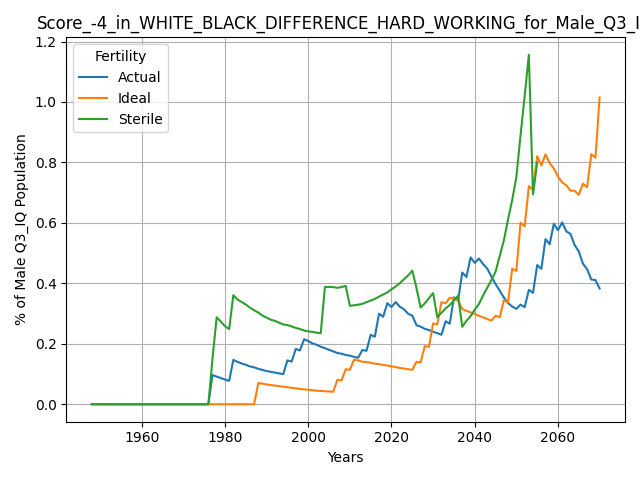 Score_-4_in_WHITE_BLACK_DIFFERENCE_HARD_WORKING_for_Male_Q3_I
Fertility
Actual
Ideal
Sterile
% of Male Q3_IQ Population
1.2
1.0
0.8
0.6
0.4
0.2
0.0
1960 1980 2000 2020 2040 2060
Years